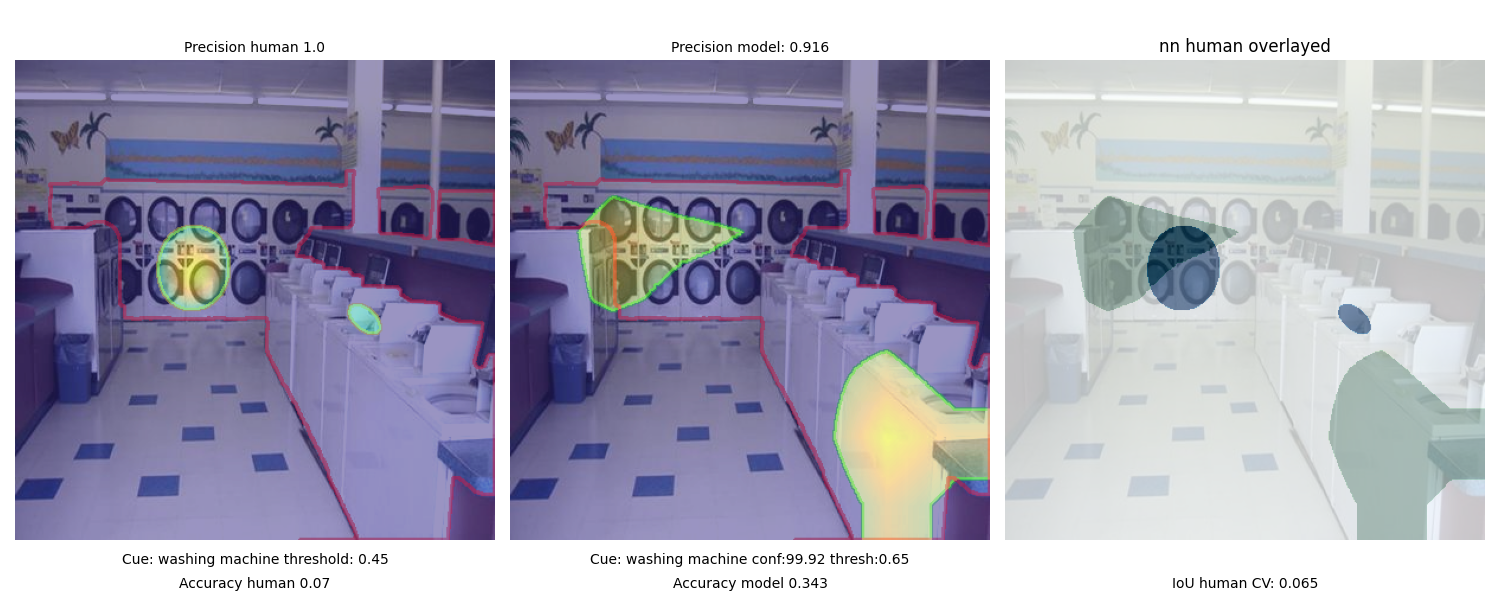 Precision human 1.0
Precision model: 0.916
nn human overlayed
Cue: washing machine threshold: 0.45
Cue: washing machine conf:99.92 thresh:0.65
Accuracy human 0.07
Accuracy model 0.343
IoU human CV: 0.065